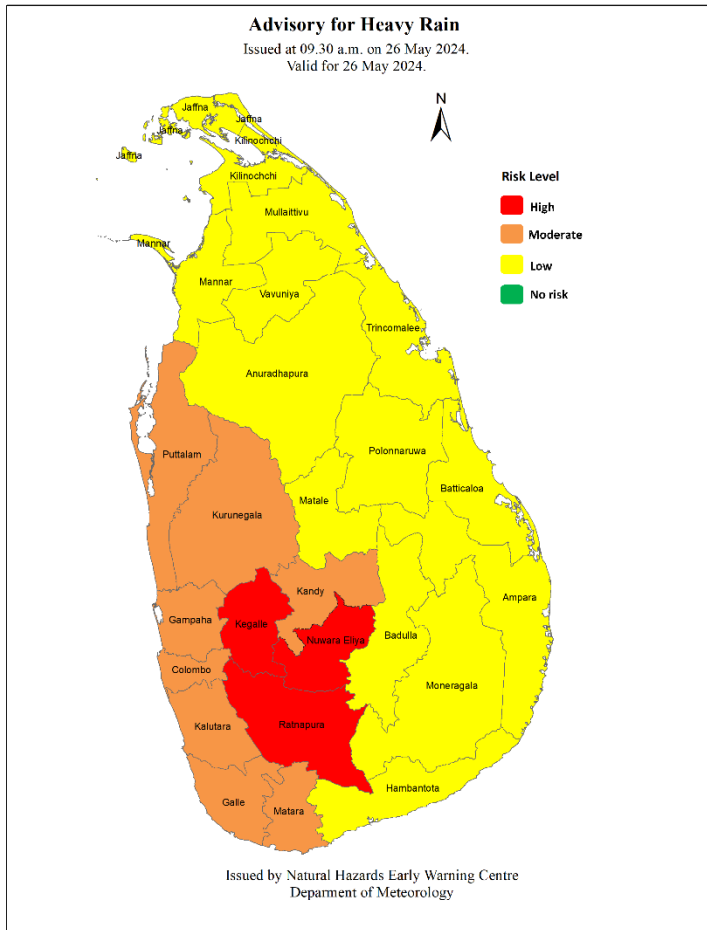 Advisory for Heavy Rain
Issued at 09.30 a.m. on 26 May 2024.
Valid for 26 May 2024.
N
Risk Level
High
Moderate
Low
No risk
Jaffna
Jaffna
Jaffna
Kilinochchi
Jaffna
Kilinochchi
Mullaittivu
Mannar
Mannar
Vavuniya
Trincomalee
Anuradhapura
Polonnaruwa
Puttalam
Batticaloa
Matale
Kurunegala
Kandy
Ampara
Gampaha
Kegalle
Nuwara Eliya
Badulla
Colombo
Moneragala
Ratnapura
Kalutara
Hambantota
Galle
Matara
Issued by Natural Hazards Early Warning Centre
Deparment of Meteorology